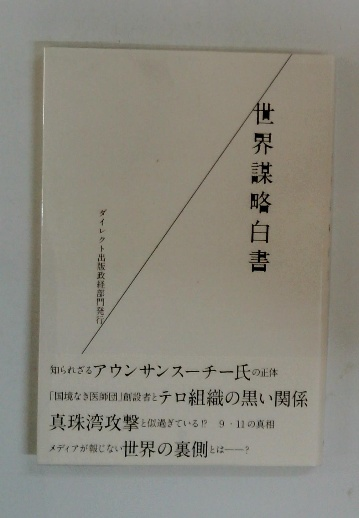 世界謀略白書
ダイレクト出版政経部門発行
知られざるアウンサンスーチー氏の正体
「国境なき医師団」創設者とテロ組織の黒い関係
真珠湾攻撃と似過ぎている!? 9・11の真相
メディアが報じない世界の裏側とは――?